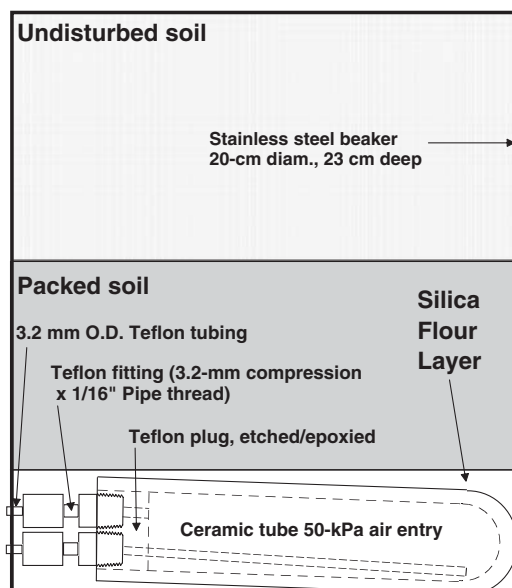 Undisturbed soil
Stainless steel beaker
20-cm diam., 23 cm deep
Packed soil
Silica
Flour
Layer
3.2 mm O.D. Teflon tubing
Teflon fitting (3.2-mm compression
x 1/16" Pipe thread)
Teflon plug, etched/epoxied
Ceramic tube 50-kPa air entry